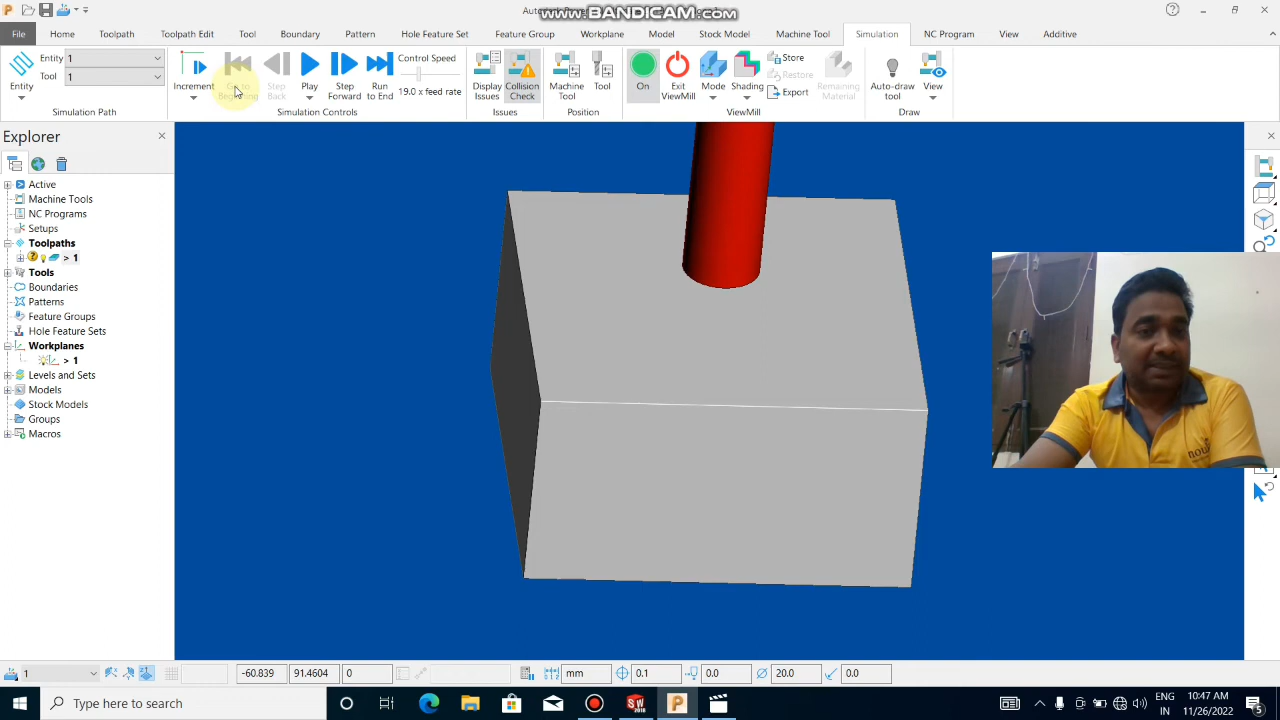 Autodesk Po
www.BANDICAM.com
File Home Toolpath Toolpath Edit Tool Boundary Pattern Hole Feature Set Feature Group Workplane Model Stock Model Machine Tool Simulation NC Program View Additive
Entity
Entity 1
Tool 1
Simulation Path
Increment
Go to Beginning
Step Back
Play
Step Forward
Run to End
Control Speed
19.0 x feed rate
Simulation Controls
Display Issues
Collision Check
Issues
Machine Tool
Tool
Position
On
Exit ViewMill
Mode
Shading
Store
Restore
Export
Remaining Material
ViewMill
Auto-draw tool
View
Draw
Explorer
Active
Machine Tools
NC Programs
Setups
Toolpaths
> 1
Tools
Boundaries
Patterns
Feature Groups
Hole Feature Sets
Workplanes
> 1
Levels and Sets
Models
Stock Models
Groups
Macros
1
-60.839 91.4604 0
mm
0.1
0.0
20.0
0.0
Type here to search
ENG
IN
10:47 AM
11/26/2022
5